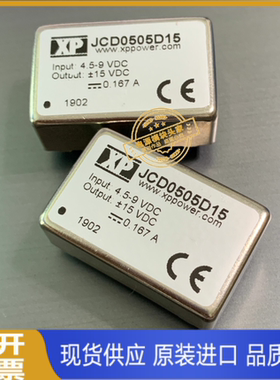 XP
JCD0505D15
www.xppower.com
Input: 4.5-9 VDC
Output: ±15 VDC
0.167 A
1902
CE
XP
JCD0505D15
www.xppower.com
Input: 4.5-9 VDC
Output: ±15 VDC
0.167 A
1902
CE
开票
现货供应 原装进口 品质